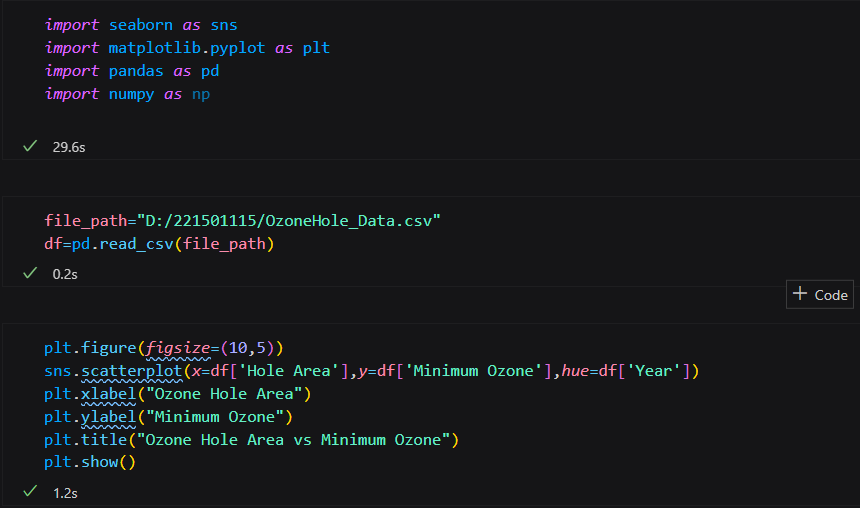 import seaborn as sns
import matplotlib.pyplot as plt
import pandas as pd
import numpy as np
29.6s
file_path="D:/221501115/OzoneHole_Data.csv"
df=pd.read_csv(file_path)
0.2s
Code
plt.figure(figsize=(10,5))
sns.scatterplot(x=df['Hole Area'],y=df['Minimum Ozone'],hue=df['Year'])
plt.xlabel("Ozone Hole Area")
plt.ylabel("Minimum Ozone")
plt.title("Ozone Hole Area vs Minimum Ozone")
plt.show()
1.2s